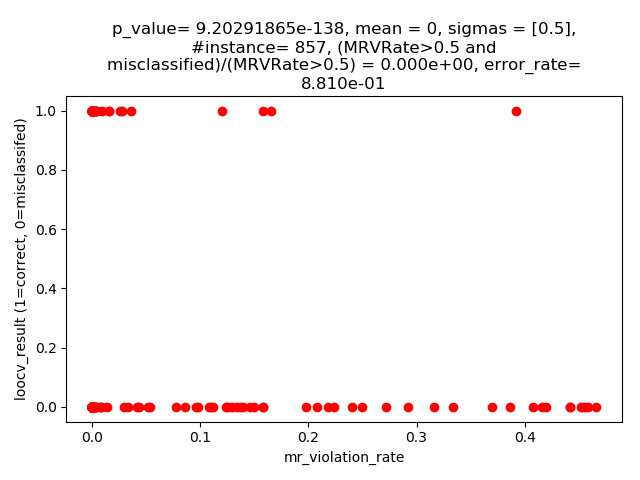 p_value= 9.20291865e-138, mean = 0, sigmas = [0.5],
#instance= 857, (MRVRate>0.5 and
misclassified)/(MRVRate>0.5) = 0.000e+00, error_rate=
8.810e-01
loocv_result (1=correct, 0=misclassifed)
1.0
0.8
0.6
0.4
0.2
0.0
0.0 0.1 0.2 0.3 0.4
mr_violation_rate